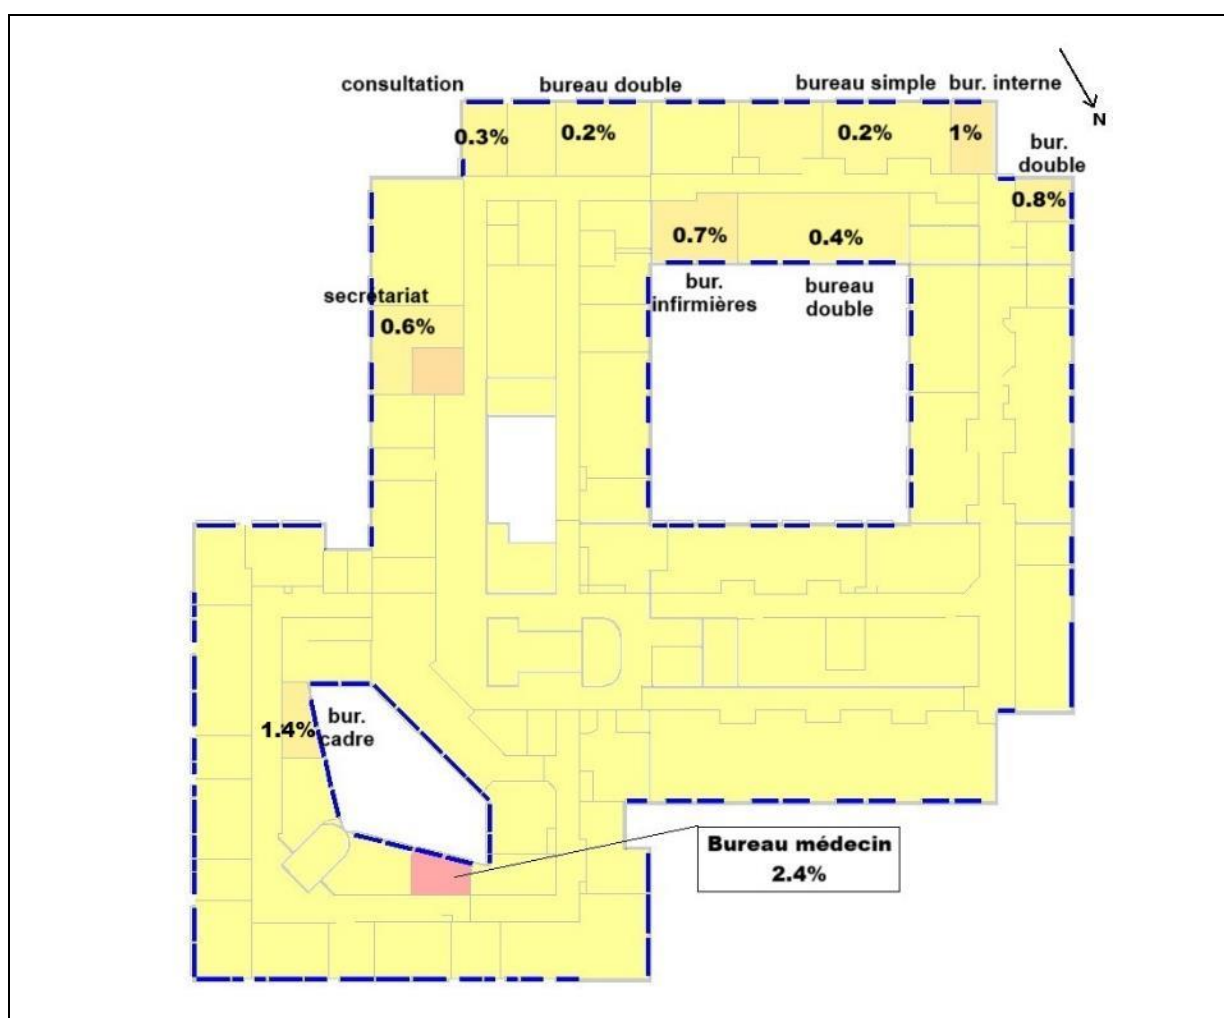 consultation
bureau double
bureau simple
bur. interne
N
0.3%
0.2%
0.2%
1%
bur.
double
0.8%
0.7%
0.4%
bur.
infirmières
bureau
double
secrétariat
0.6%
1.4%
bur.
cadre
Bureau médecin
2.4%